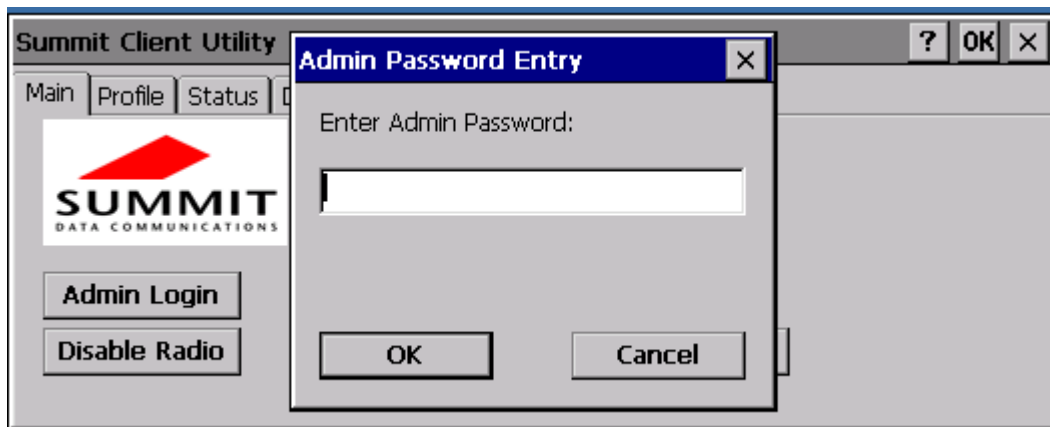 Summit Client Utility
? OK ×
Admin Password Entry ×
Main Profile Status
Enter Admin Password:
SUMMIT
DATA COMMUNICATIONS
Admin Login
Disable Radio
OK Cancel